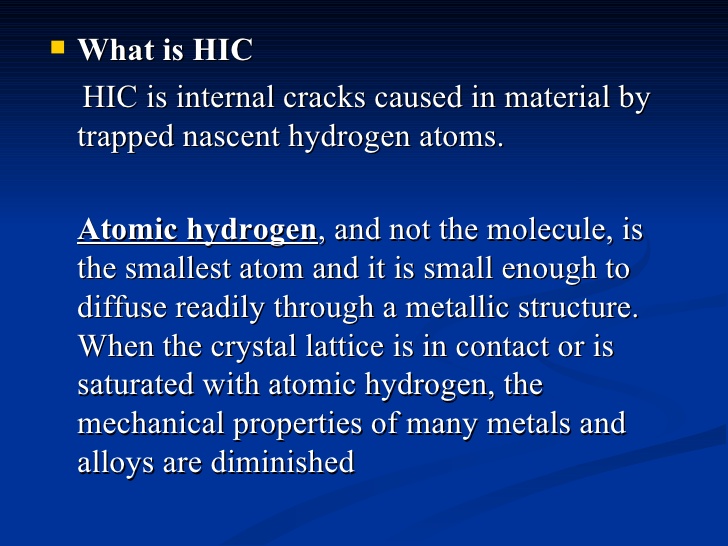 What is HIC
HIC is internal cracks caused in material by
trapped nascent hydrogen atoms.
Atomic hydrogen, and not the molecule, is
the smallest atom and it is small enough to
diffuse readily through a metallic structure.
When the crystal lattice is in contact or is
saturated with atomic hydrogen, the
mechanical properties of many metals and
alloys are diminished